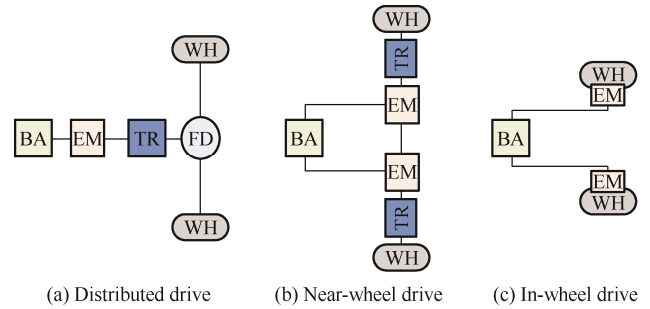 WH
BA EM TR FD
WH
(a) Distributed drive
WH
TR
EM
BA
EM
TR
WH
(b) Near-wheel drive
WH
EM
BA
EM
WH
(c) In-wheel drive